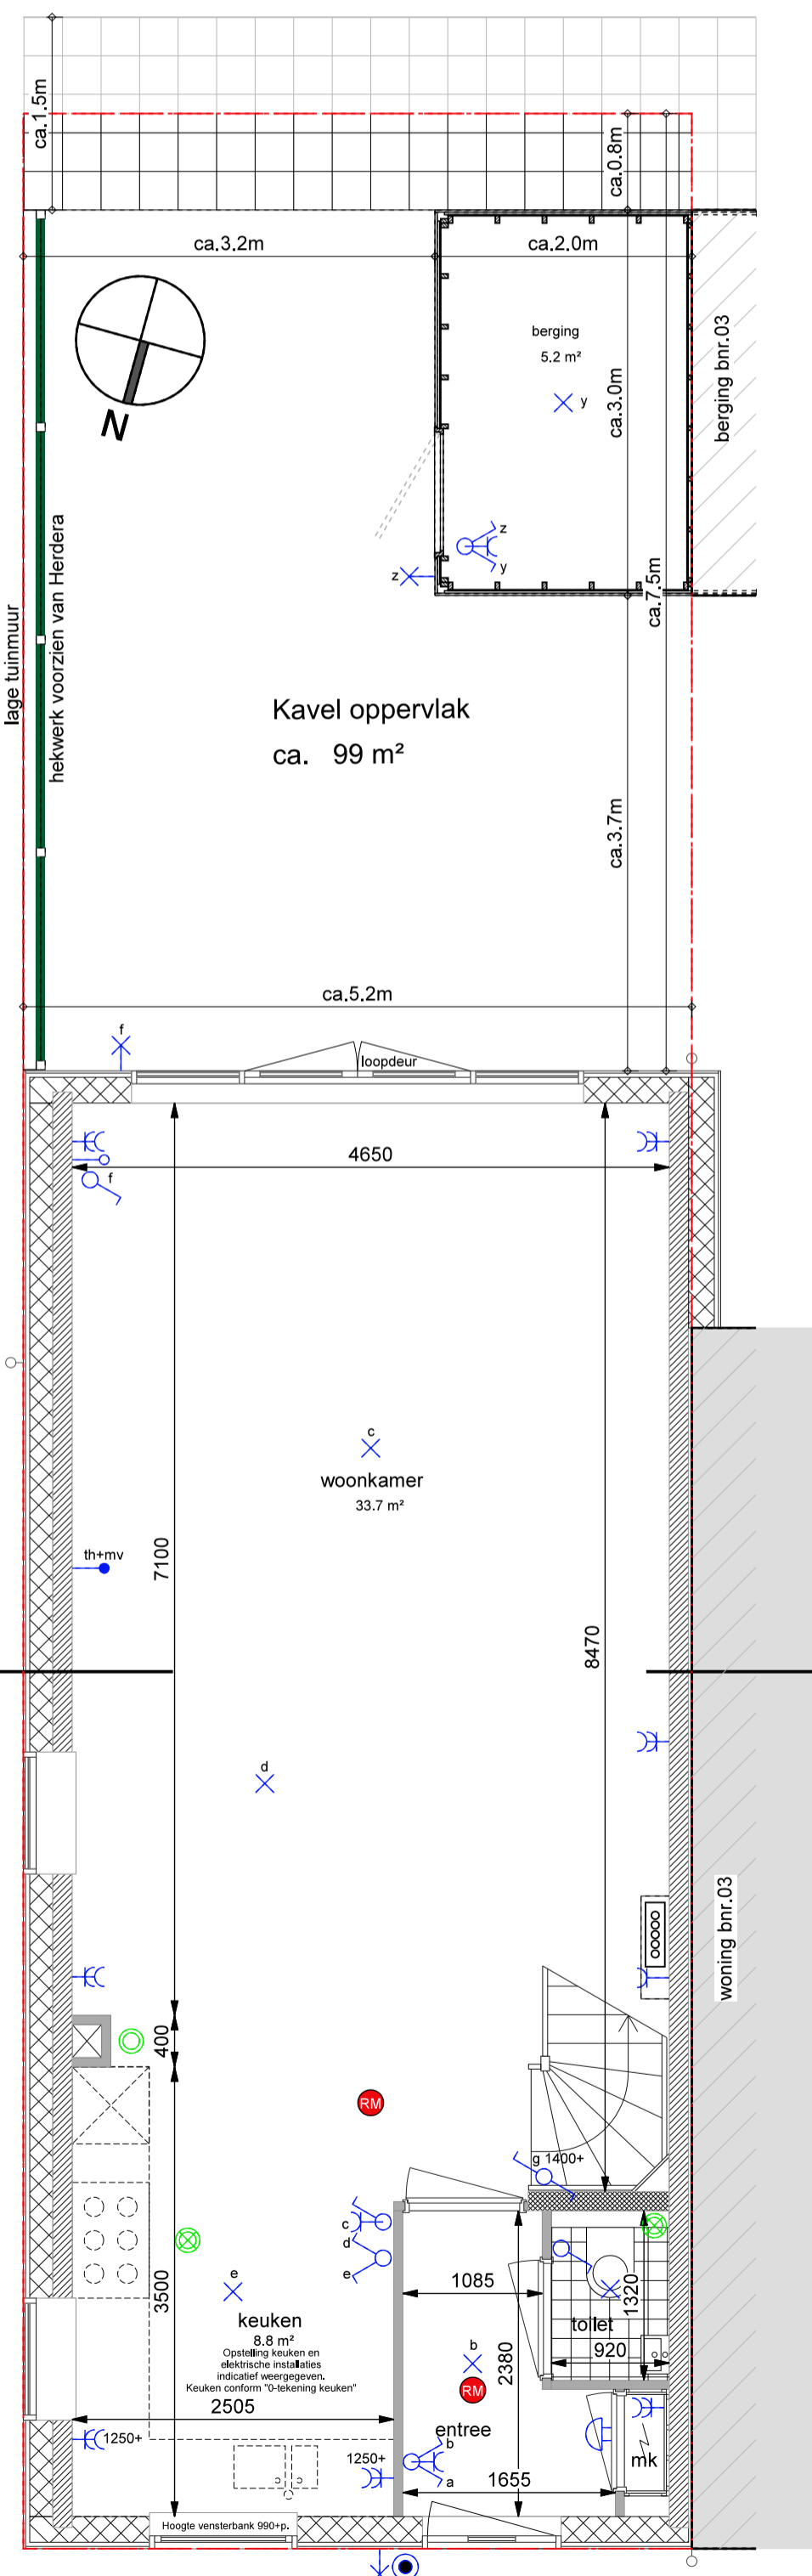 ca.1.5m
ca.0.8m
ca.3.2m
ca.2.0m
berging
5.2 m²
y
ca.3.0m
berging bnr.03
N
z
y
z
ca.7.5m
lage tuinmuur
hekwerk voorzien van Herdera
Kavel oppervlak
ca. 99 m²
ca.3.7m
ca.5.2m
f
loopdeur
4650
f
c
woonkamer
33.7 m²
th+mv
7100
8470
d
woning bnr.03
400
RM
g 1400+
c
d
e
3500
e
keuken
8.8 m²
Opstelling keuken en
elektrische installaties
indicatief weergegeven.
Keuken conform "0-tekening keuken"
2505
1085
1320
toilet
920
b
2380
RM
entree
1250+
1250+
b
a
1655
mk
Hoogte vensterbank 990+p.